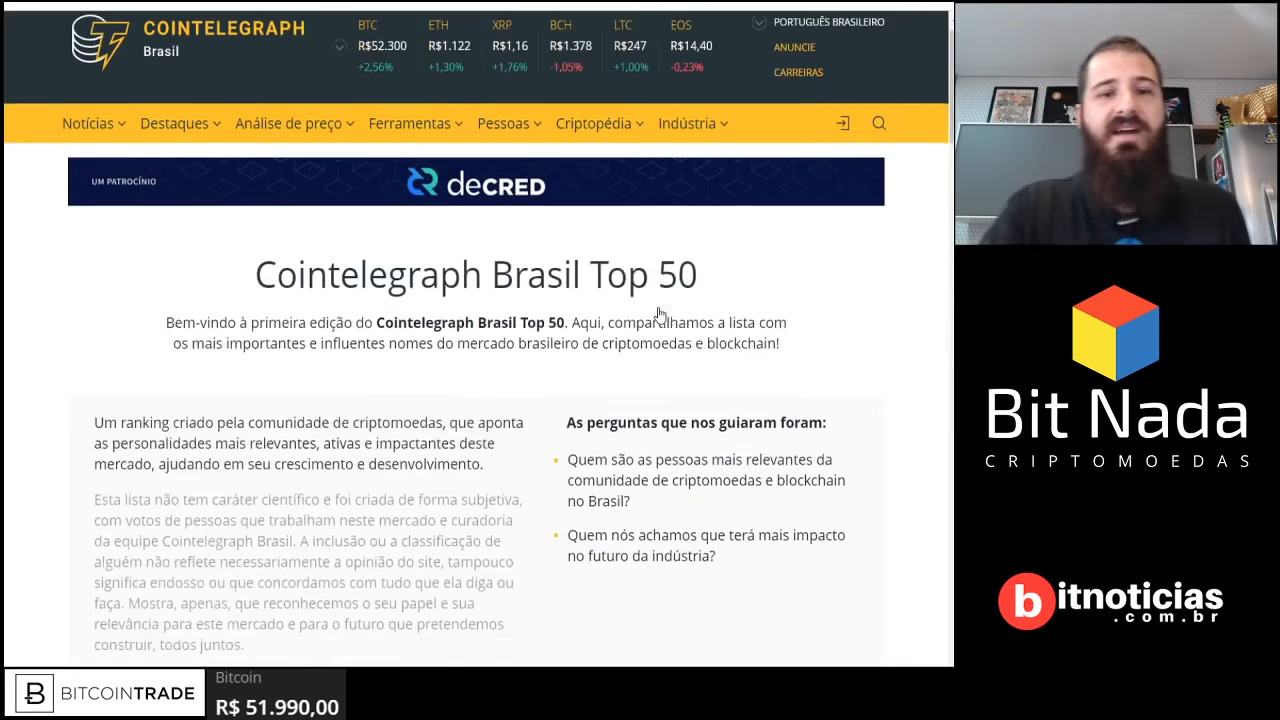 COINTELEGRAPH
Brasil
BTC
R$52.300
+2,56%
ETH
R$1.122
+1,30%
XRP
R$1,16
+1,76%
BCH
R$1.378
-1,05%
LTC
R$247
+1,00%
EOS
R$14,40
-0,23%
PORTUGUÊS BRASILEIRO
ANUNCIE
CARREIRAS
Notícias Destaques Análise de preço Ferramentas Pessoas Criptopédia Indústria
UM PATROCÍNIO
deCRED
Cointelegraph Brasil Top 50
Bem-vindo à primeira edição do Cointelegraph Brasil Top 50. Aqui, compartilhamos a lista com
os mais importantes e influentes nomes do mercado brasileiro de criptomoedas e blockchain!
Um ranking criado pela comunidade de criptomoedas, que aponta
as personalidades mais relevantes, ativas e impactantes deste
mercado, ajudando em seu crescimento e desenvolvimento.
Esta lista não tem caráter científico e foi criada de forma subjetiva,
com votos de pessoas que trabalham neste mercado e curadoria
da equipe Cointelegraph Brasil. A inclusão ou a classificação de
alguém não reflete necessariamente a opinião do site, tampouco
significa endosso ou que concordamos com tudo que ela diga ou
faça. Mostra, apenas, que reconhecemos o seu papel e sua
relevância para este mercado e para o futuro que pretendemos
construir, todos juntos.
As perguntas que nos guiaram foram:
Quem são as pessoas mais relevantes da
comunidade de criptomoedas e blockchain
no Brasil?
Quem nós achamos que terá mais impacto
no futuro da indústria?
Bit Nada
CRIPTOMOEDAS
bitnoticias
.com.br
BITCOINTRADE
Bitcoin
R$ 51.990,00